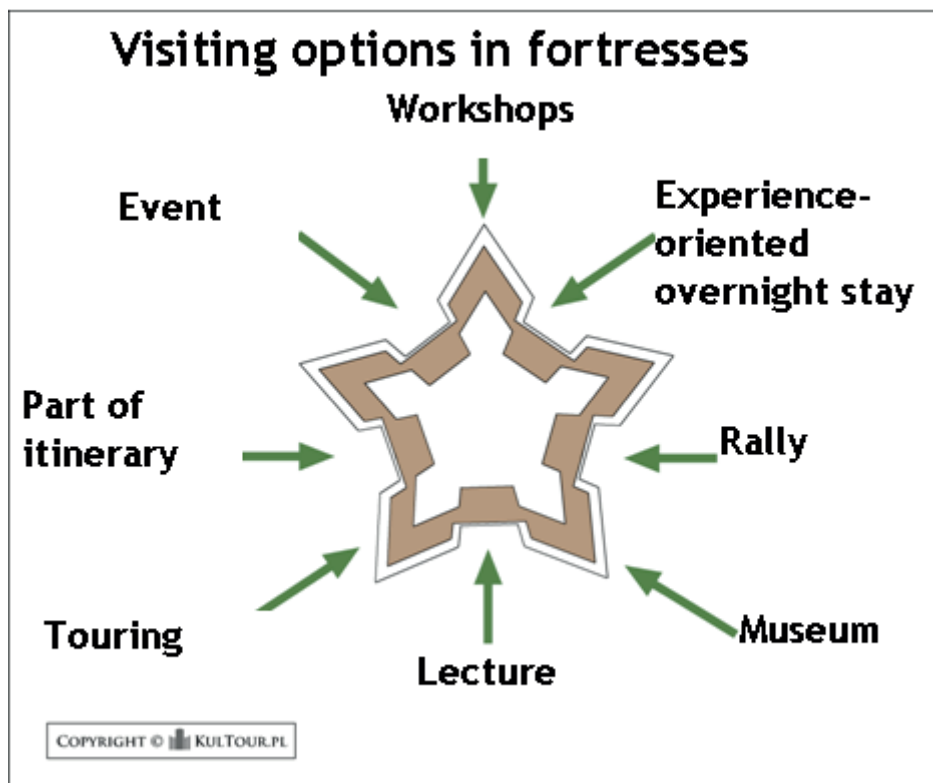 Visiting options in fortresses
Workshops
Event
Experience-
oriented
overnight stay
Part of
itinerary
Rally
Touring
Museum
Lecture
COPYRIGHT © KULTOUR.PL